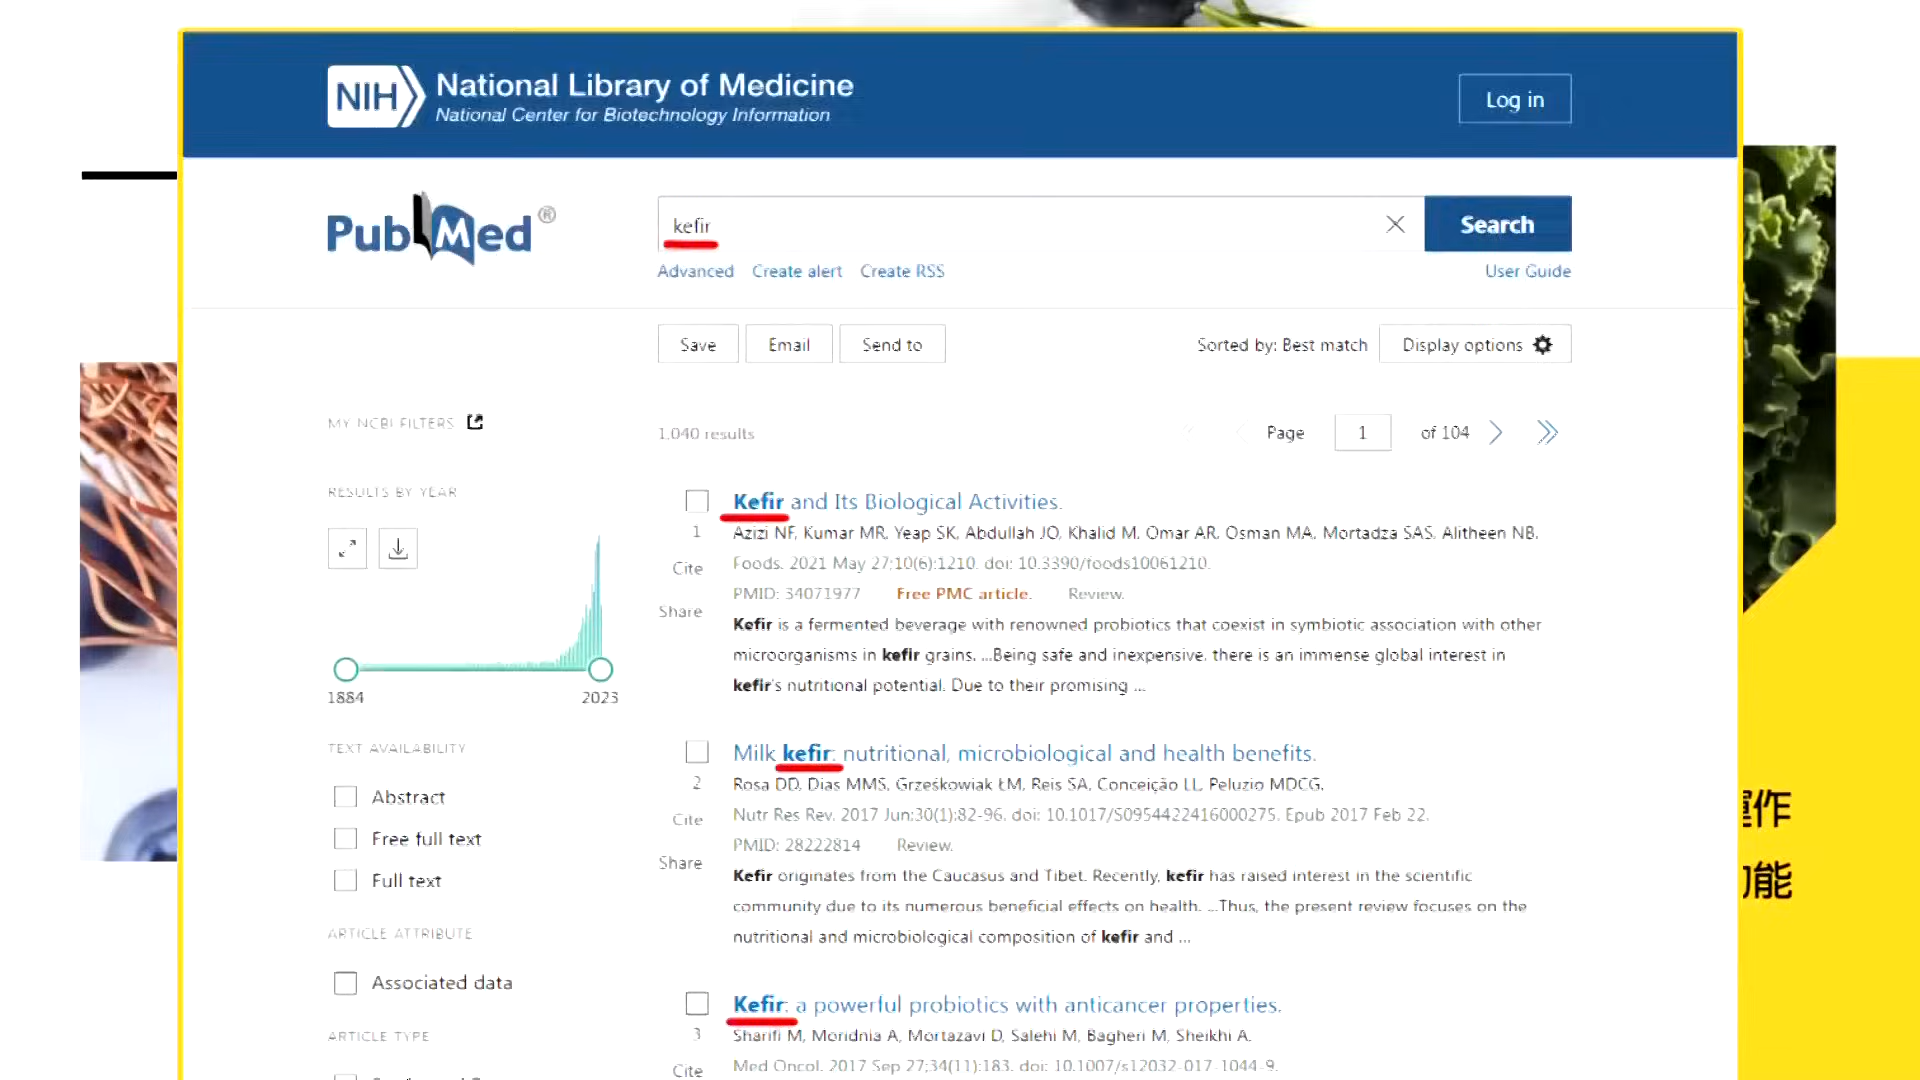 NIH National Library of Medicine
National Center for Biotechnology Information
Log in
PubMed®
kefir
Search
Advanced Create alert Create RSS User Guide
Save Email Send to Sorted by: Best match Display options
MY NCBI FILTERS
1,040 results Page 1 of 104
RESULTS BY YEAR
1884 2023
TEXT AVAILABILITY
Abstract
Free full text
Full text
ARTICLE ATTRIBUTE
Associated data
ARTICLE TYPE
Kefir and Its Biological Activities.
1
Cite
Share
Azizi NF, Kumar MR, Yeap SK, Abdullah JO, Khalid M, Omar AR, Osman MA, Mortadza SAS, Alitheen NB.
Foods. 2021 May 27;10(6):1210. doi: 10.3390/foods10061210.
PMID: 34071977 Free PMC article. Review.
Kefir is a fermented beverage with renowned probiotics that coexist in symbiotic association with other
microorganisms in kefir grains. ...Being safe and inexpensive, there is an immense global interest in
kefir's nutritional potential. Due to their promising ...
Milk kefir: nutritional, microbiological and health benefits.
2
Cite
Share
Rosa DD, Dias MMS, Grześkowiak ŁM, Reis SA, Conceição LL, Peluzio MDCG.
Nutr Res Rev. 2017 Jun;30(1):82-96. doi: 10.1017/S0954422416000275. Epub 2017 Feb 22.
PMID: 28222814 Review.
Kefir originates from the Caucasus and Tibet. Recently, kefir has raised interest in the scientific
community due to its numerous beneficial effects on health. ...Thus, the present review focuses on the
nutritional and microbiological composition of kefir and ...
Kefir: a powerful probiotics with anticancer properties.
3
Cite
Sharifi M, Moridnia A, Mortazavi D, Salehi M, Bagheri M, Sheikhi A.
Med Oncol. 2017 Sep 27;34(11):183. doi: 10.1007/s12032-017-1044-9.
作
能